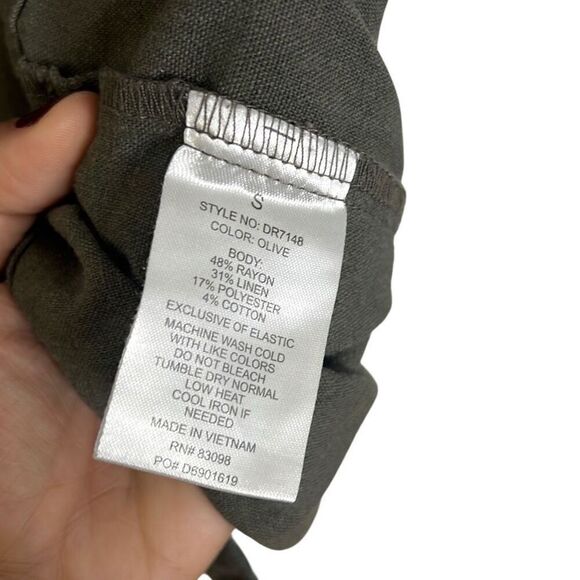 S
STYLE NO: DR7148
COLOR: OLIVE
BODY:
48% RAYON
31% LINEN
17% POLYESTER
4% COTTON
EXCLUSIVE OF ELASTIC
MACHINE WASH COLD
WITH LIKE COLORS
DO NOT BLEACH
TUMBLE DRY NORMAL
LOW HEAT
COOL IRON IF
NEEDED
MADE IN VIETNAM
RN# 83098
PO# D6901619